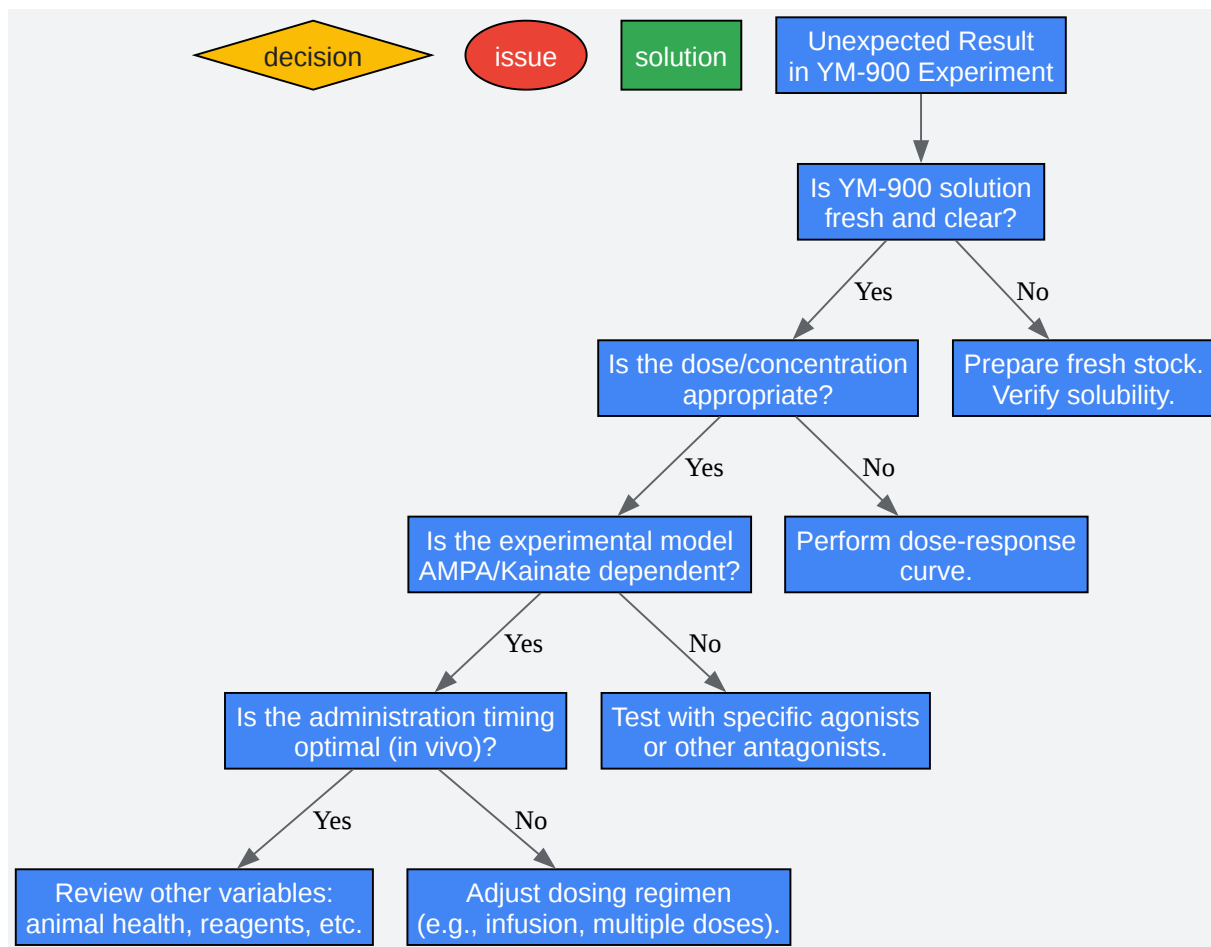 decision
issue
solution
Unexpected Result
in YM-900 Experiment
Is YM-900 solution
fresh and clear?
Yes
No
Is the dose/concentration
appropriate?
Prepare fresh stock.
Verify solubility.
Yes
No
Is the experimental model
AMPA/Kainate dependent?
Perform dose-response
curve.
Yes
No
Is the administration timing
optimal (in vivo)?
Test with specific agonists
or other antagonists.
Yes
No
Review other variables:
animal health, reagents, etc.
Adjust dosing regimen
(e.g., infusion, multiple doses).